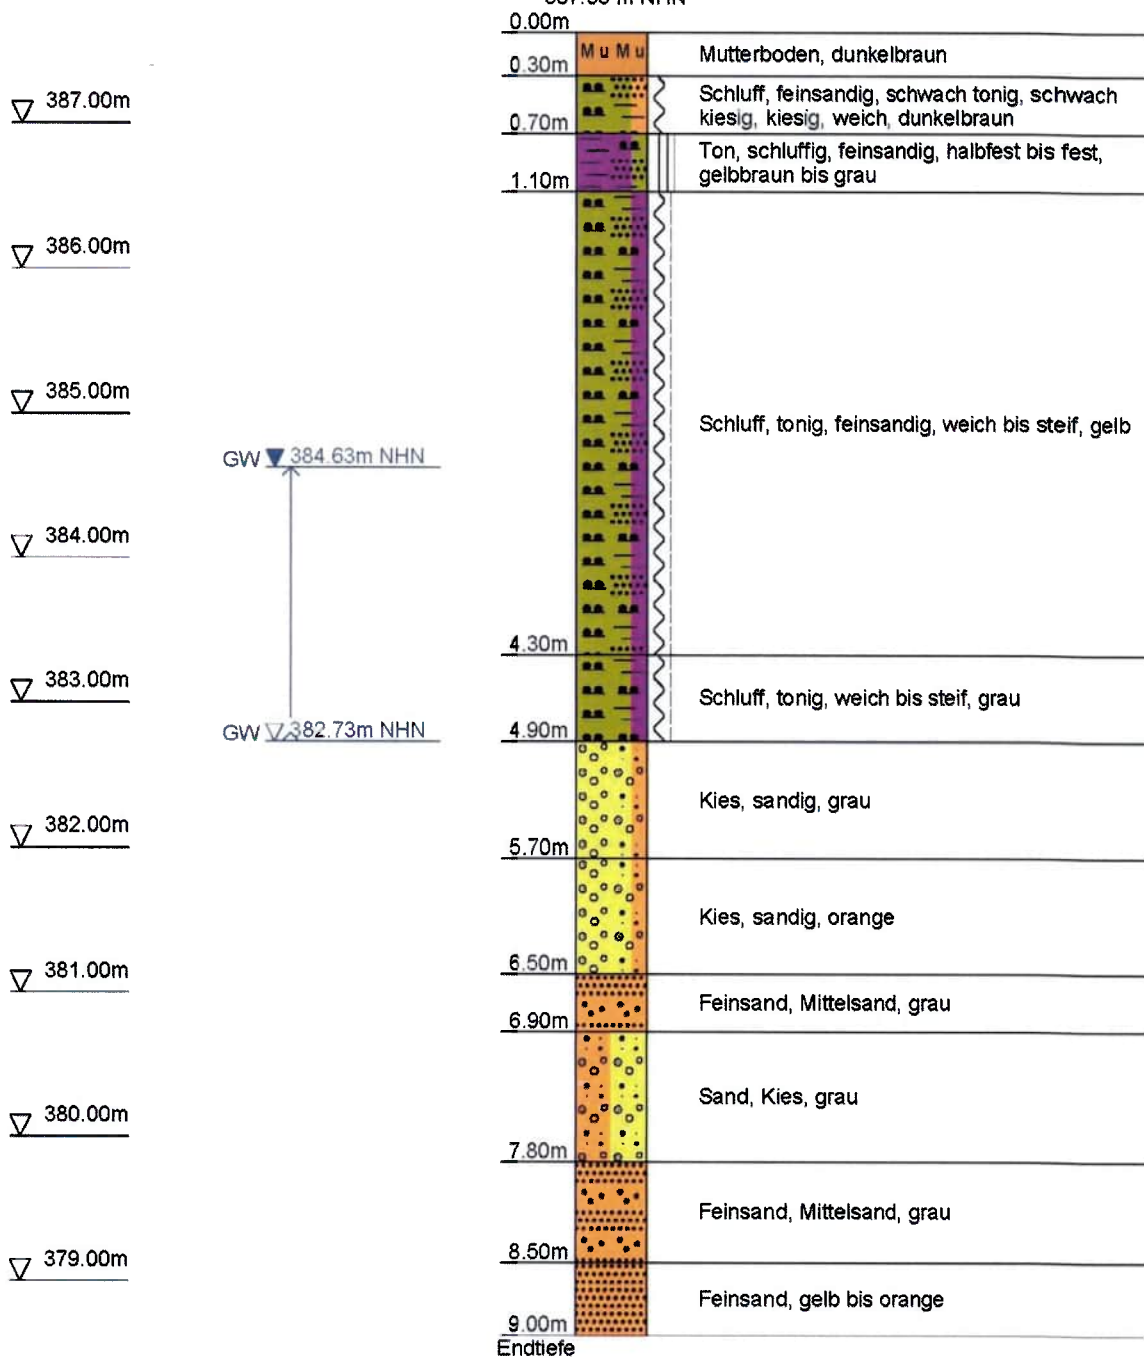 0.00m
Mu Mu
Mutterboden, dunkelbraun
0.30m
387.00m
Schluff, feinsandig, schwach tonig, schwach
kiesig, kiesig, weich, dunkelbraun
0.70m
Ton, schluffig, feinsandig, halbfest bis fest,
gelbbraun bis grau
1.10m
386.00m
385.00m
Schluff, tonig, feinsandig, weich bis steif, gelb
GW 384.63m NHN
384.00m
4.30m
383.00m
Schluff, tonig, weich bis steif, grau
GW 382.73m NHN
4.90m
Kies, sandig, grau
382.00m
5.70m
Kies, sandig, orange
6.50m
381.00m
Feinsand, Mittelsand, grau
6.90m
Sand, Kies, grau
380.00m
7.80m
Feinsand, Mittelsand, grau
8.50m
379.00m
Feinsand, gelb bis orange
9.00m
Endtiefe